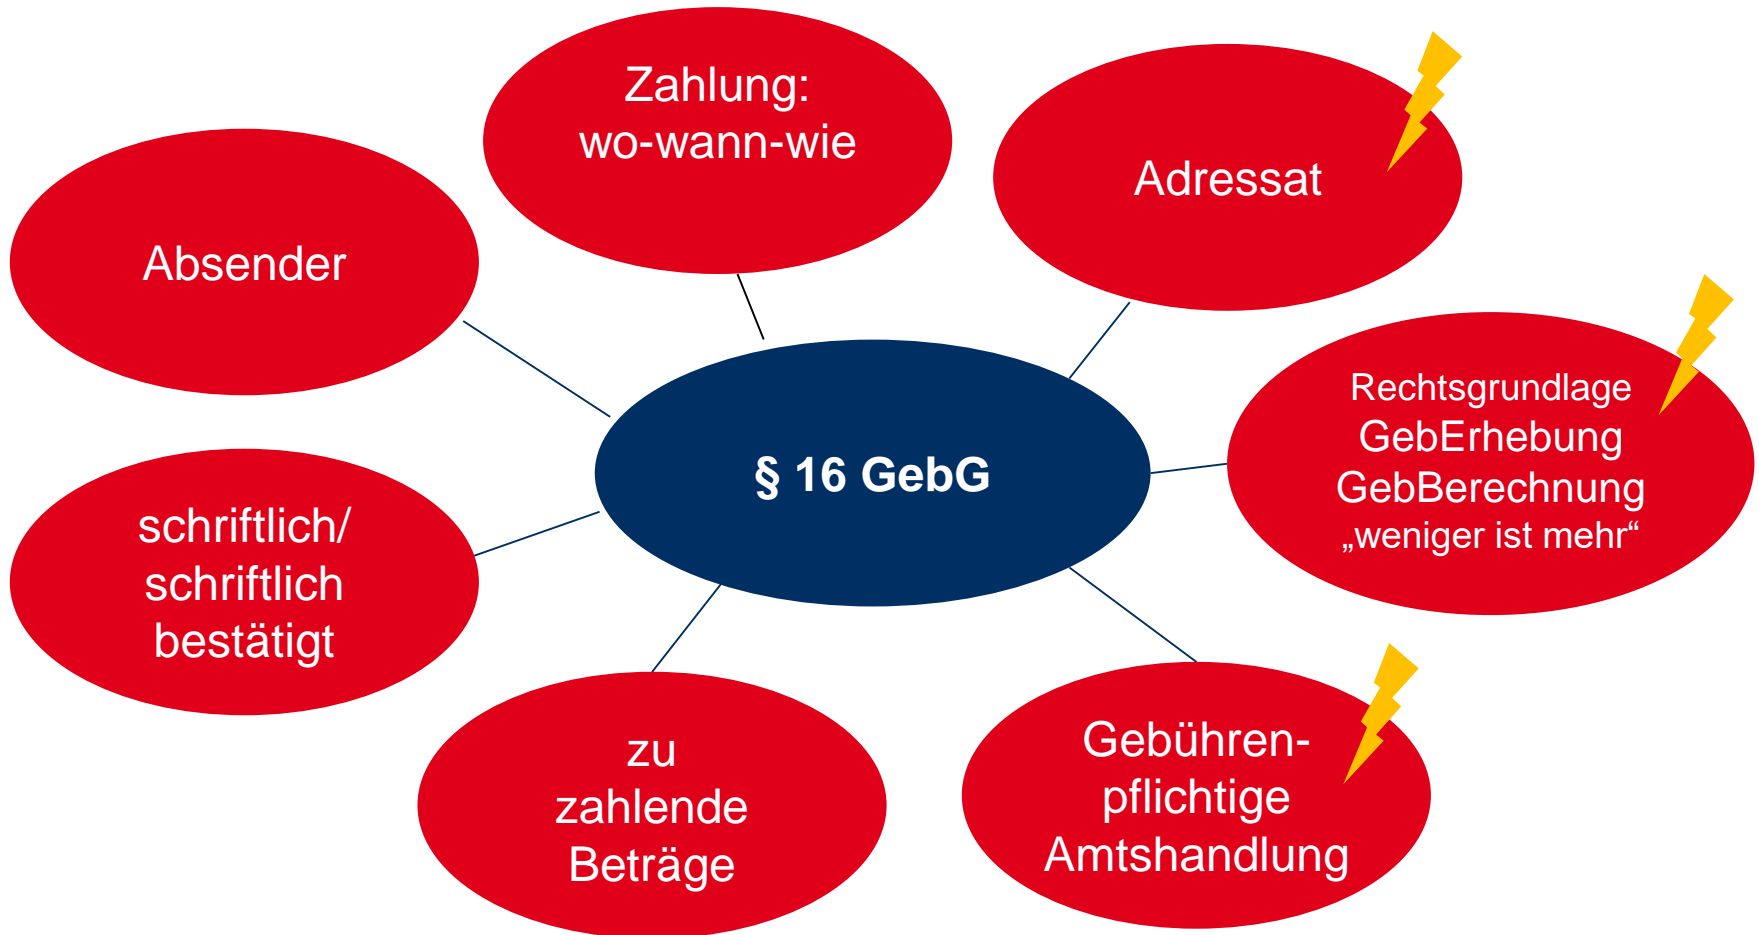 Zahlung:
wo-wann-wie
Adressat
Absender
Rechtsgrundlage
GebErhebung
GebBerechnung
„weniger ist mehr“
§ 16 GebG
schriftlich/
schriftlich
bestätigt
zu
zahlende
Beträge
Gebühren-
pflichtige
Amtshandlung